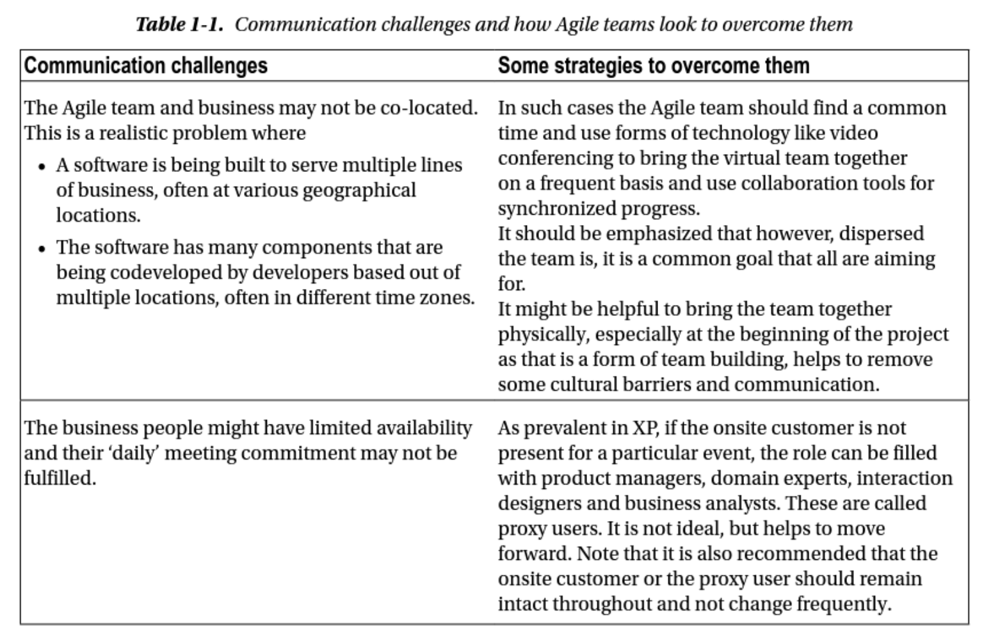 Table 1-1. Communication challenges and how Agile teams look to overcome them
Communication challenges
Some strategies to overcome them
The Agile team and business may not be co-located.
This is a realistic problem where
• A software is being built to serve multiple lines
of business, often at various geographical
locations.
• The software has many components that are
being codeveloped by developers based out of
multiple locations, often in different time zones.
In such cases the Agile team should find a common
time and use forms of technology like video
conferencing to bring the virtual team together
on a frequent basis and use collaboration tools for
synchronized progress.
It should be emphasized that however, dispersed
the team is, it is a common goal that all are aiming
for.
It might be helpful to bring the team together
physically, especially at the beginning of the project
as that is a form of team building, helps to remove
some cultural barriers and communication.
The business people might have limited availability
and their ‘daily’ meeting commitment may not be
fulfilled.
As prevalent in XP, if the onsite customer is not
present for a particular event, the role can be filled
with product managers, domain experts, interaction
designers and business analysts. These are called
proxy users. It is not ideal, but helps to move
forward. Note that it is also recommended that the
onsite customer or the proxy user should remain
intact throughout and not change frequently.